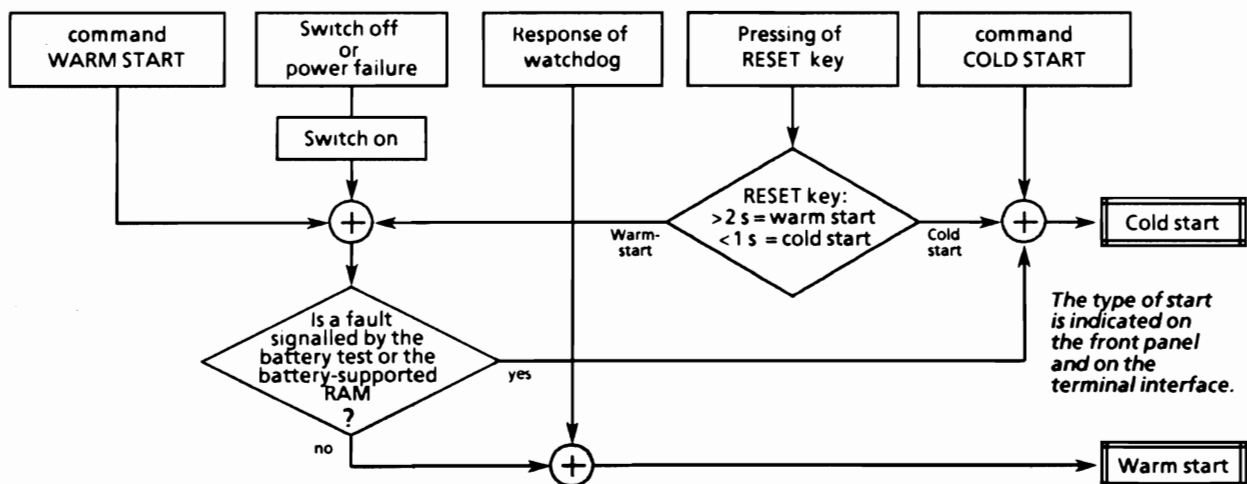 command
WARM START
Switch off
or
power failure
Response of
watchdog
Pressing of
RESET key
command
COLD START
Switch on
RESET key:
>2 s = warm start
<1 s = cold start
Warm-
start
Cold
start
Cold start
Is a fault
signalled by the
battery test or the
battery-supported
RAM
?
yes
no
The type of start
is indicated on
the front panel
and on the
terminal interface.
Warm start